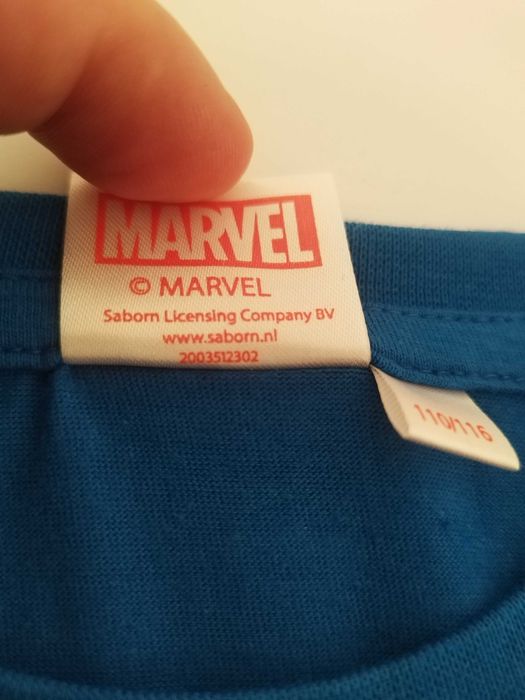 MARVEL
© MARVEL
Saborn Licensing Company BV
www.saborn.nl
2003512302
110/116